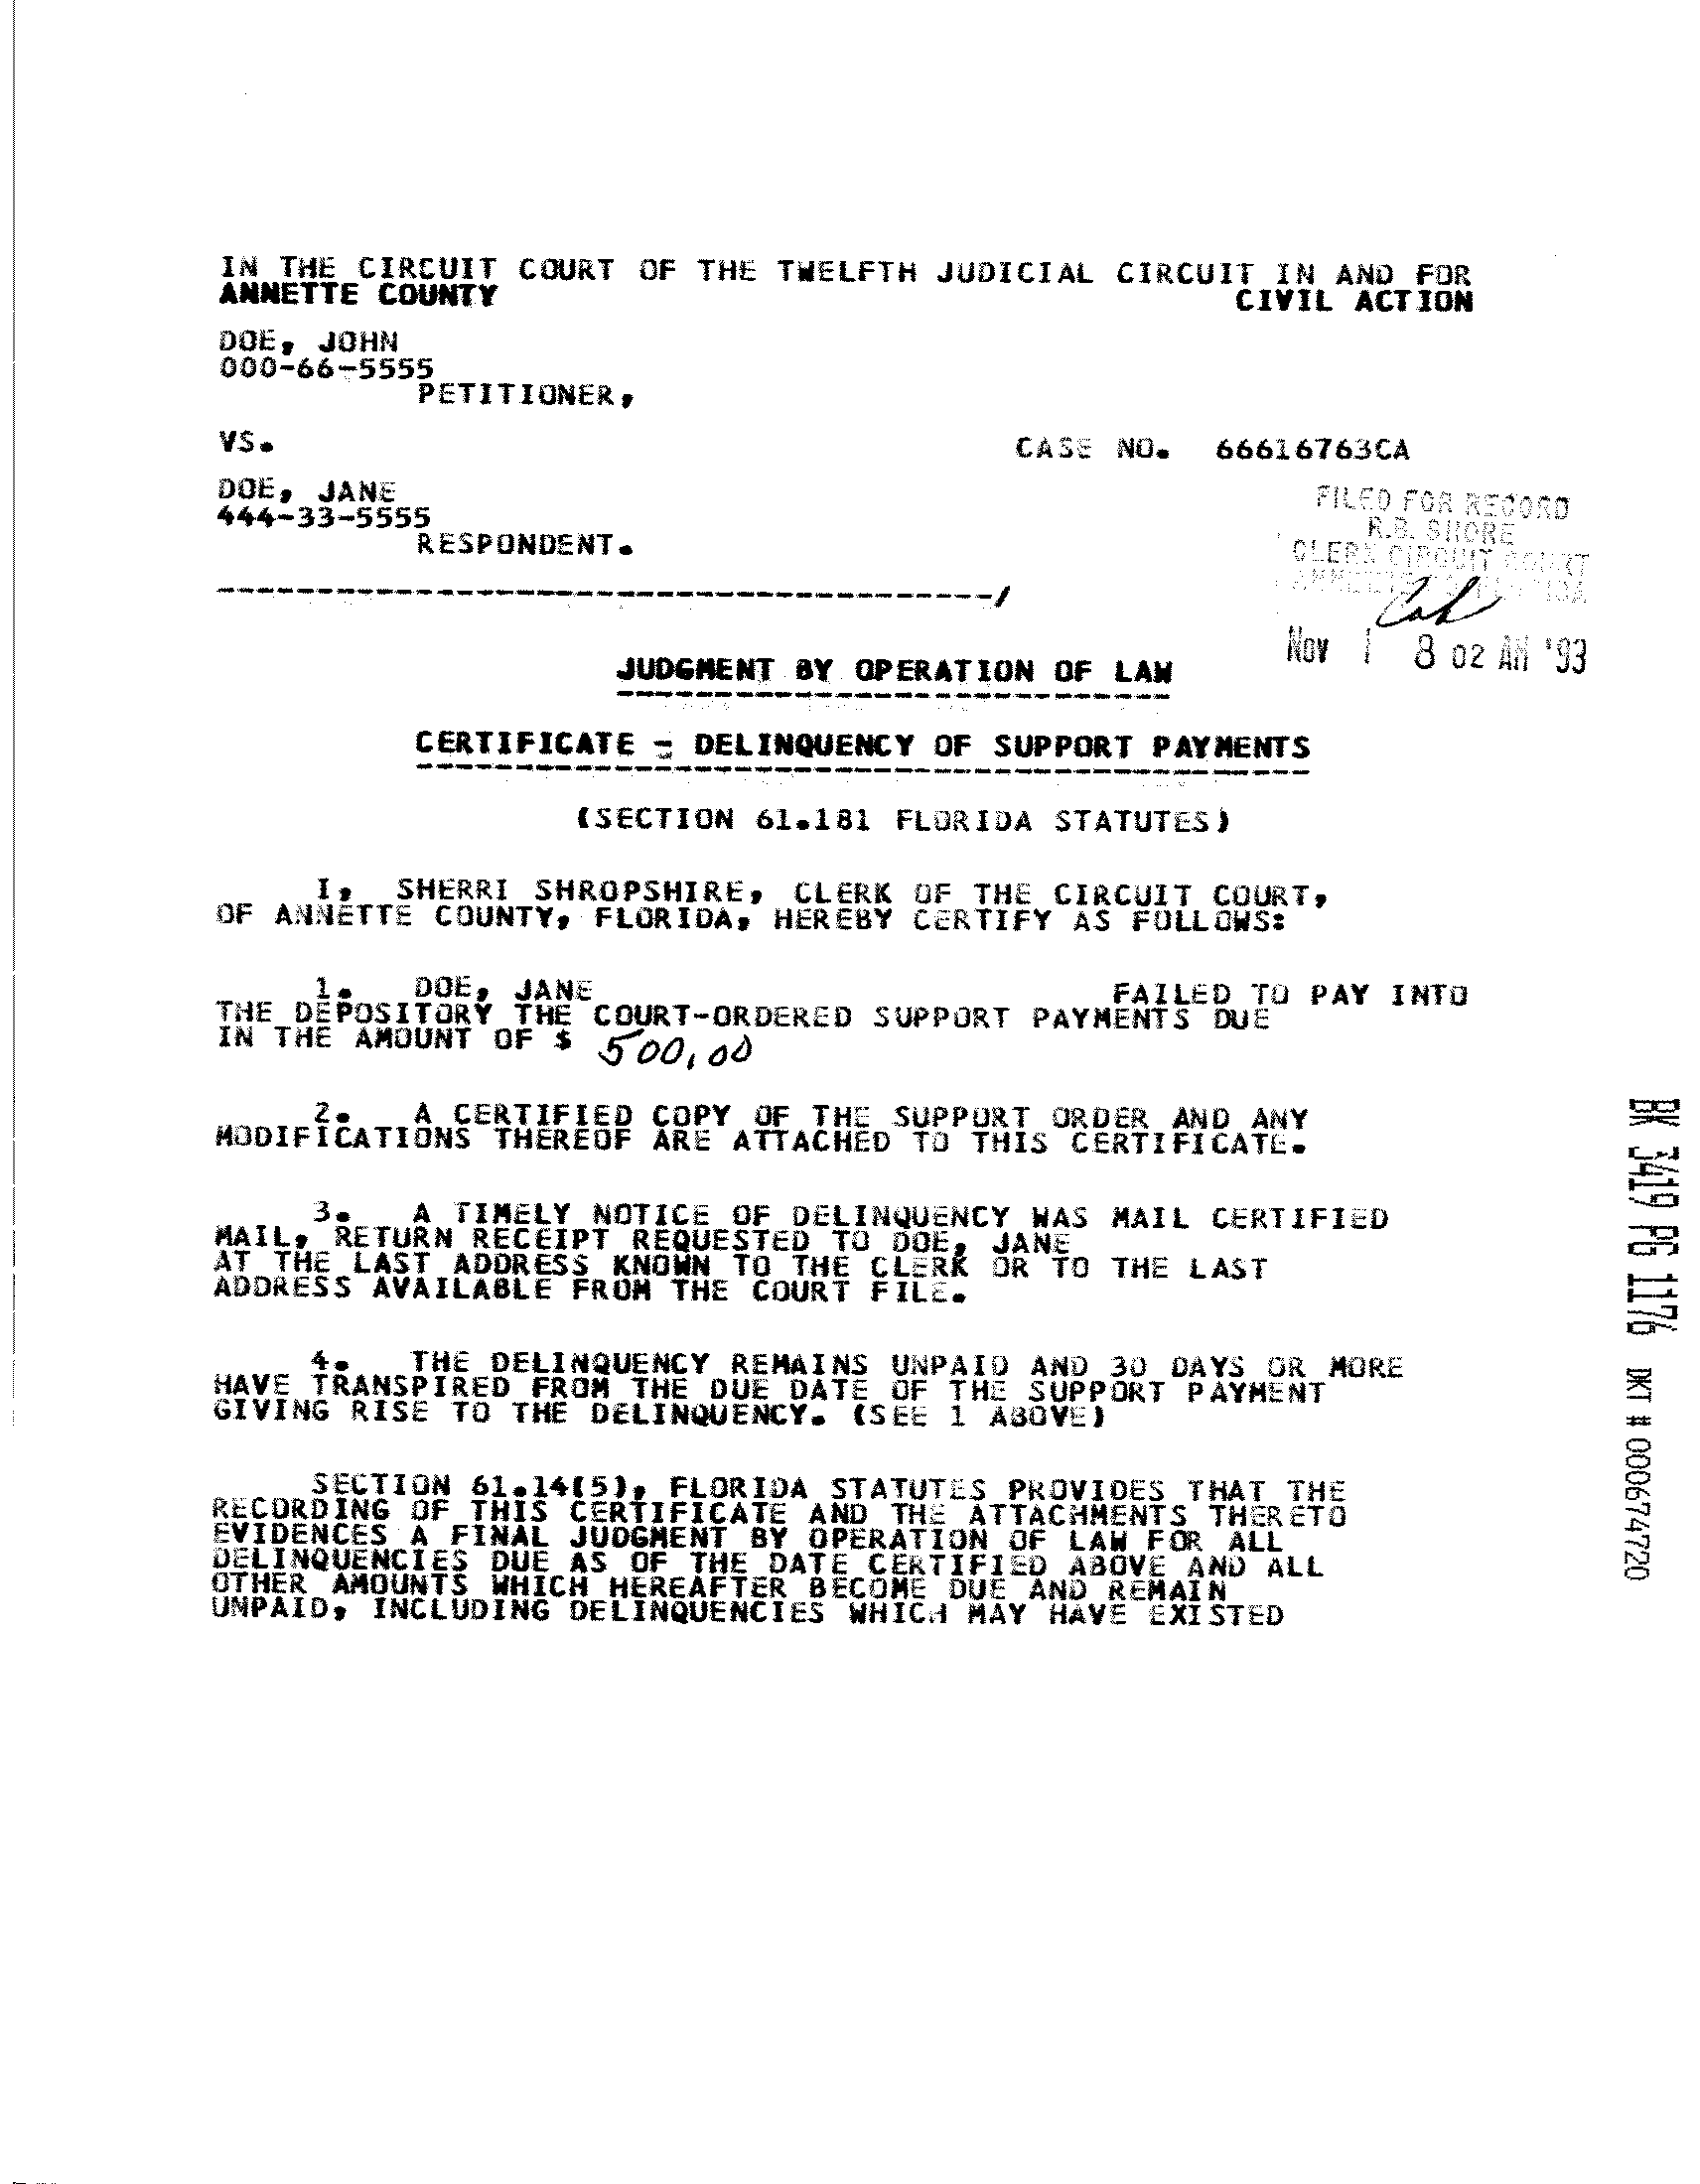 IN THE CIRCUIT COURT OF THE TWELFTH JUDICIAL CIRCUIT IN AND FOR
ANNETTE COUNTY CIVIL ACTION
DOE, JOHN
000-66-5555
PETITIONER,
VS.
CASE NO. 66616763CA
DOE, JANE
444-33-5555
RESPONDENT.
FILED FOR RECORD
R.B. SHORE
CLERK CIRCUIT COURT
---------------------------------------/
Nov 1 8 02 AM '93
JUDGMENT BY OPERATION OF LAW
CERTIFICATE - DELINQUENCY OF SUPPORT PAYMENTS
(SECTION 61.181 FLORIDA STATUTES)
I, SHERRI SHROPSHIRE, CLERK OF THE CIRCUIT COURT,
OF ANNETTE COUNTY, FLORIDA, HEREBY CERTIFY AS FOLLOWS:
1. DOE, JANE FAILED TO PAY INTO
THE DEPOSITORY THE COURT-ORDERED SUPPORT PAYMENTS DUE
IN THE AMOUNT OF $ 500,00
2. A CERTIFIED COPY OF THE SUPPORT ORDER AND ANY
MODIFICATIONS THEREOF ARE ATTACHED TO THIS CERTIFICATE.
3. A TIMELY NOTICE OF DELINQUENCY WAS MAIL CERTIFIED
MAIL, RETURN RECEIPT REQUESTED TO DOE, JANE
AT THE LAST ADDRESS KNOWN TO THE CLERK OR TO THE LAST
ADDRESS AVAILABLE FROM THE COURT FILE.
4. THE DELINQUENCY REMAINS UNPAID AND 30 DAYS OR MORE
HAVE TRANSPIRED FROM THE DUE DATE OF THE SUPPORT PAYMENT
GIVING RISE TO THE DELINQUENCY. (SEE 1 ABOVE)
SECTION 61.14(5), FLORIDA STATUTES PROVIDES THAT THE
RECORDING OF THIS CERTIFICATE AND THE ATTACHMENTS THERETO
EVIDENCES A FINAL JUDGMENT BY OPERATION OF LAW FOR ALL
DELINQUENCIES DUE AS OF THE DATE CERTIFIED ABOVE AND ALL
OTHER AMOUNTS WHICH HEREAFTER BECOME DUE AND REMAIN
UNPAID, INCLUDING DELINQUENCIES WHICH MAY HAVE EXISTED
BK 3419 PG 1176 DKT # 000674720